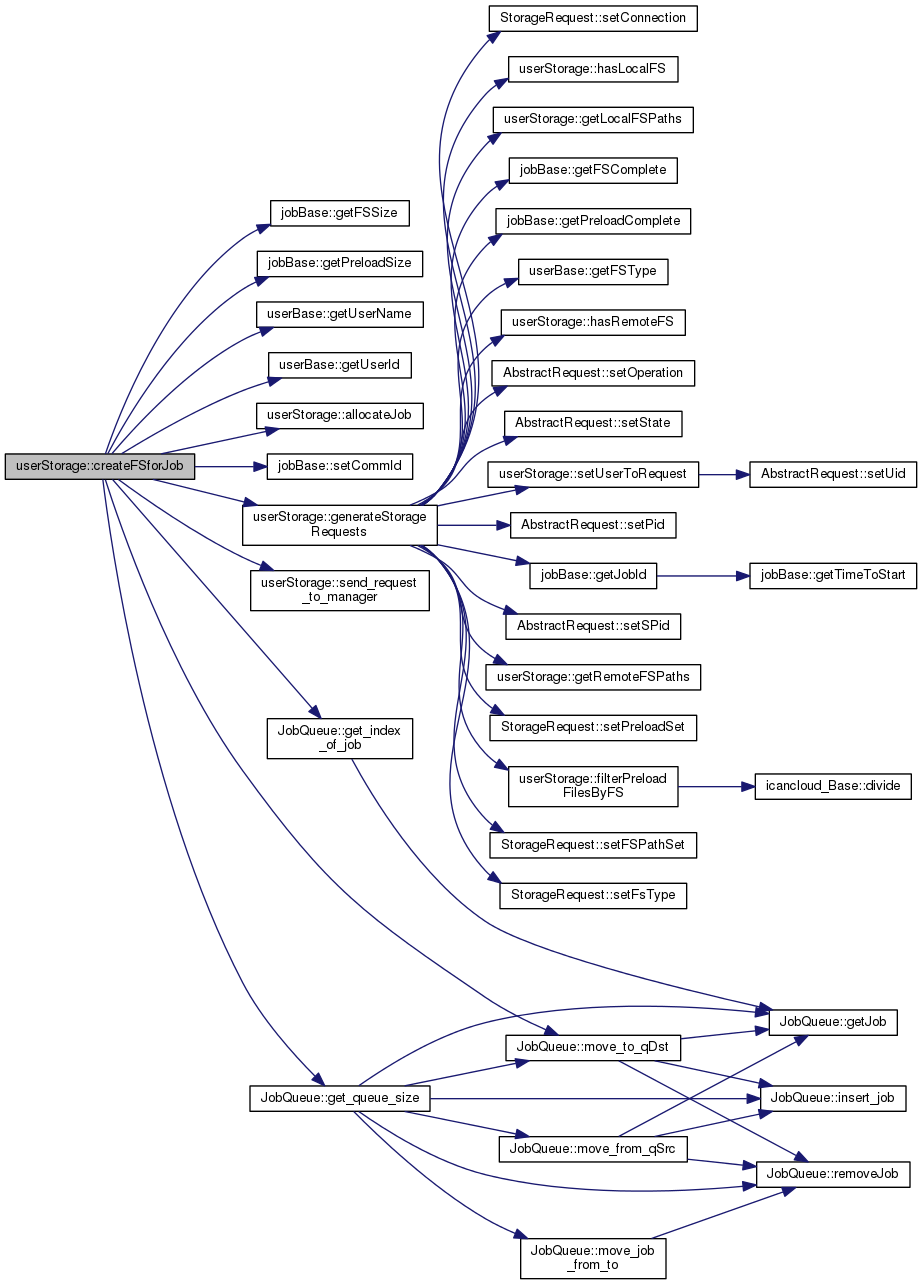 StorageRequest::setConnection
userStorage::hasLocalFS
userStorage::getLocalFSPaths
jobBase::getFSComplete
jobBase::getFSSize
jobBase::getPreloadComplete
jobBase::getPreloadSize
userBase::getFSType
userBase::getUserName
userStorage::hasRemoteFS
userBase::getUserId
AbstractRequest::setOperation
userStorage::allocateJob
AbstractRequest::setState
userStorage::createFSforJob
jobBase::setCommId
userStorage::setUserToRequest
AbstractRequest::setUid
userStorage::generateStorage
Requests
AbstractRequest::setPid
userStorage::send_request
_to_manager
jobBase::getJobId
jobBase::getTimeToStart
AbstractRequest::setSPid
userStorage::getRemoteFSPaths
JobQueue::get_index
_of_job
StorageRequest::setPreloadSet
userStorage::filterPreload
FilesByFS
icancloud_Base::divide
StorageRequest::setFSPathSet
StorageRequest::setFsType
JobQueue::getJob
JobQueue::move_to_qDst
JobQueue::get_queue_size
JobQueue::insert_job
JobQueue::move_from_qSrc
JobQueue::removeJob
JobQueue::move_job
_from_to